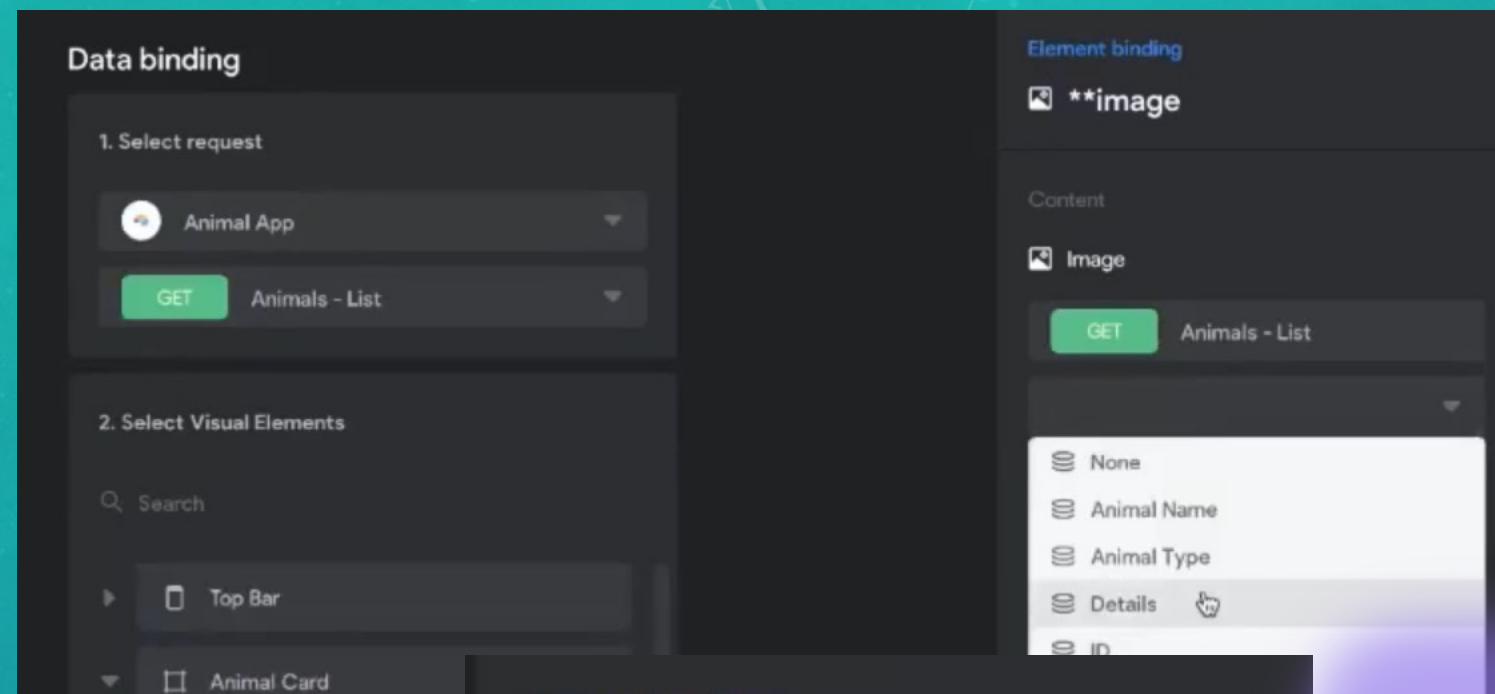 Data binding
1. Select request
Animal App
GET Animals - List
2. Select Visual Elements
Search
Top Bar
Animal Card
Element binding
**image
Content
Image
GET Animals - List
None
Animal Name
Animal Type
Details
ID